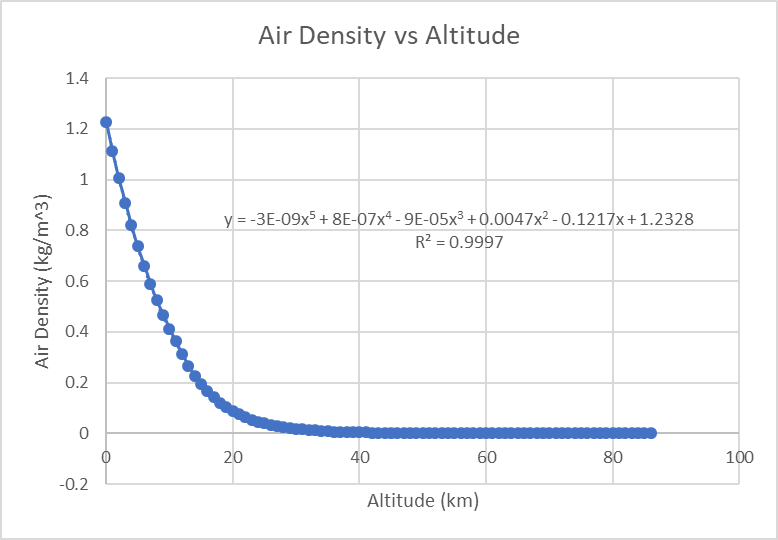 Air Density vs Altitude
1.4
1.2
1
0.8
0.6
0.4
0.2
0
-0.2
Air Density (kg/m^3)
y = -3E-09x⁵ + 8E-07x⁴ - 9E-05x³ + 0.0047x² - 0.1217x + 1.2328
R² = 0.9997
0 20 40 60 80 100
Altitude (km)